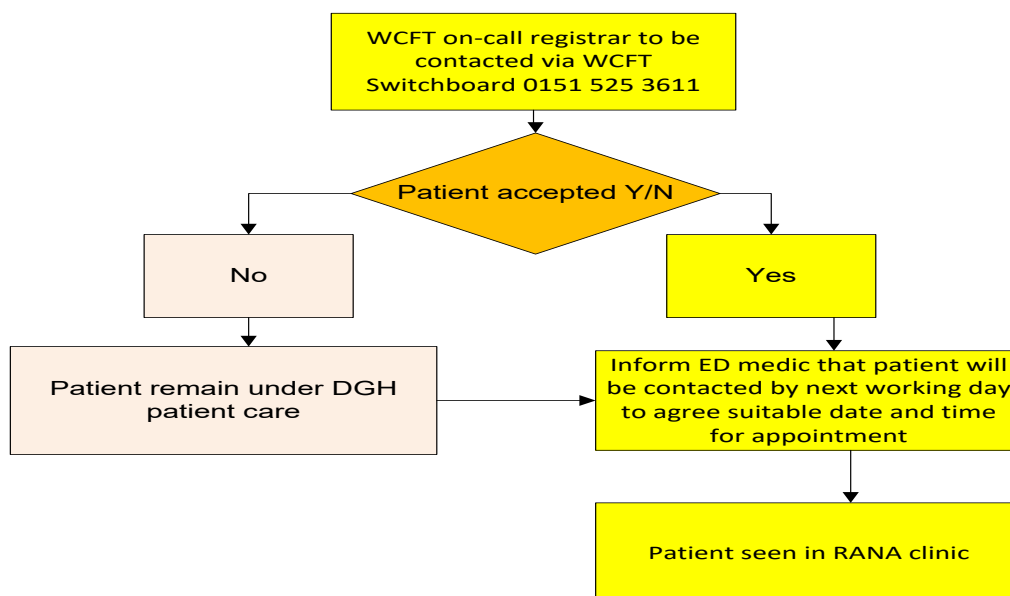 WCFT on-call registrar to be
contacted via WCFT
Switchboard 0151 525 3611
Patient accepted Y/N
No
Yes
Patient remain under DGH
patient care
Inform ED medic that patient will
be contacted by next working day
to agree suitable date and time
for appointment
Patient seen in RANA clinic